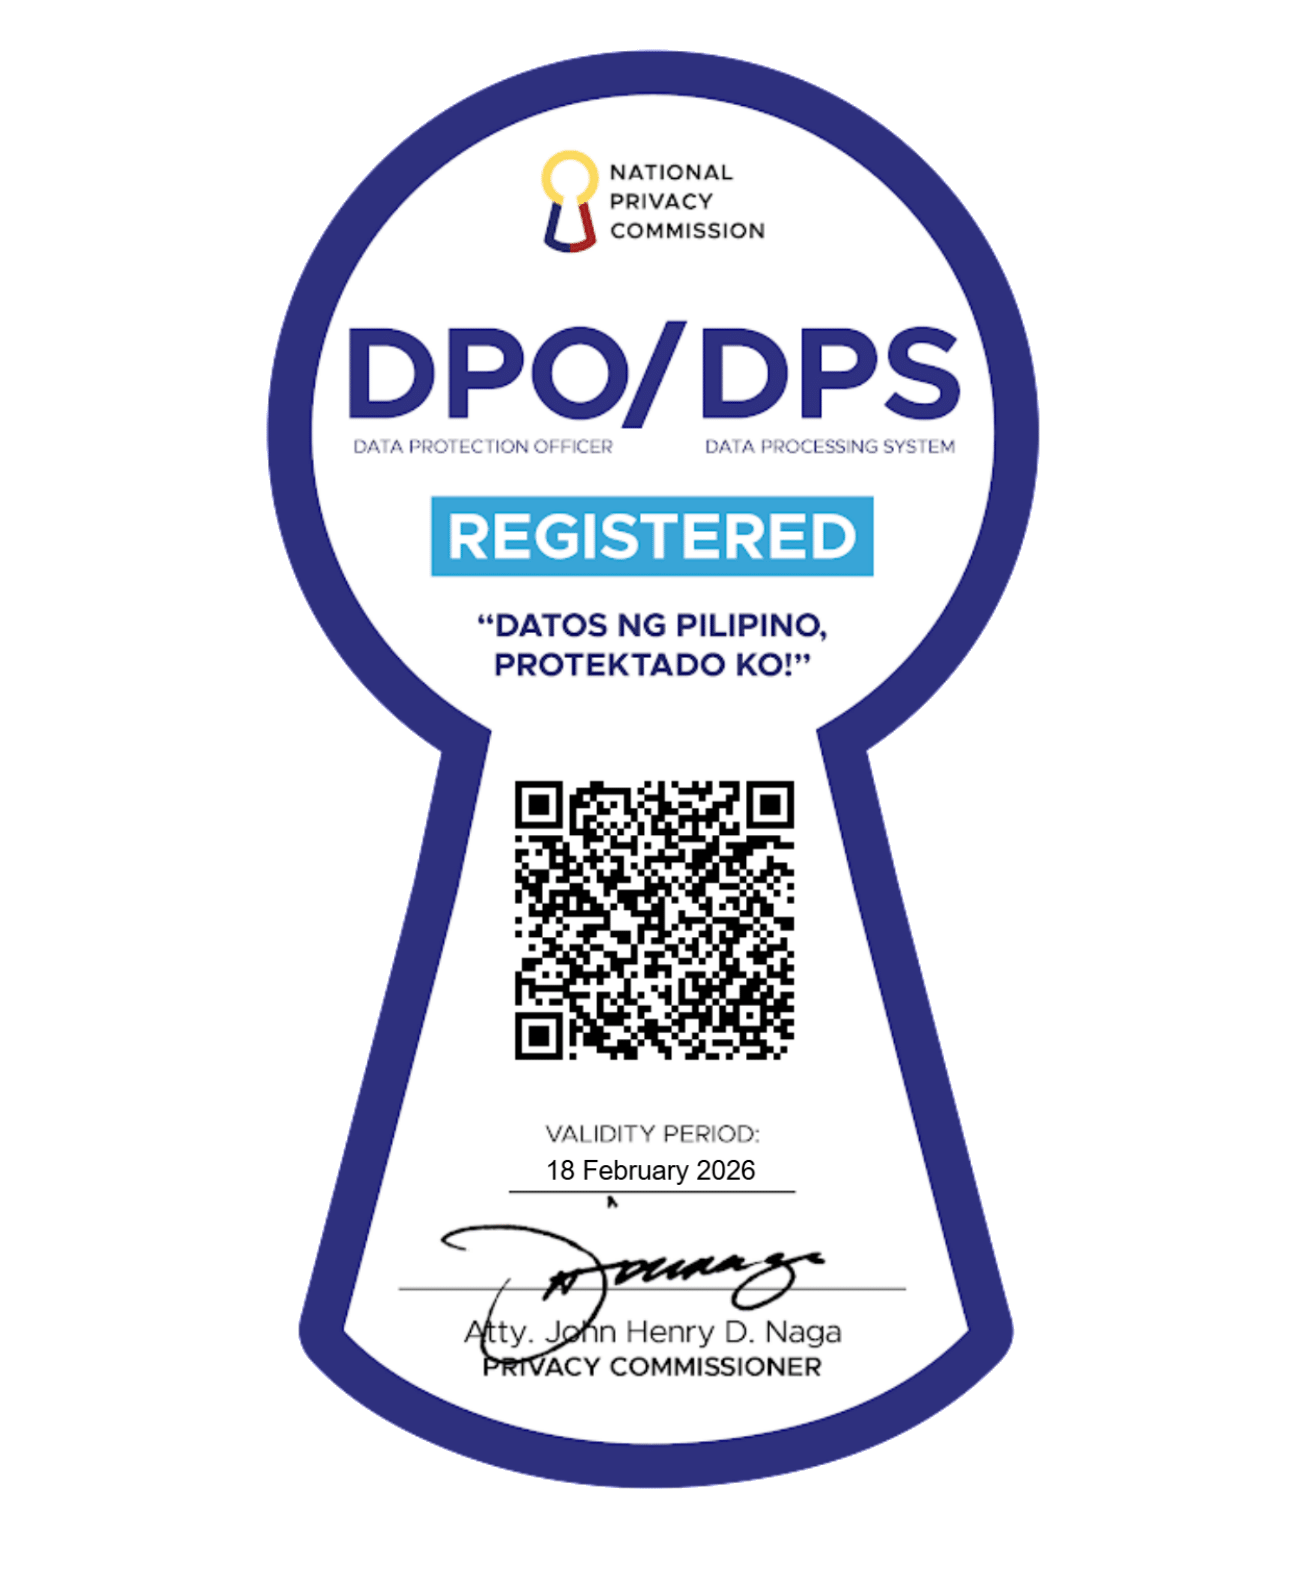 NATIONAL
PRIVACY
COMMISSION
DPO/DPS
DATA PROTECTION OFFICER DATA PROCESSING SYSTEM
REGISTERED
“DATOS NG PILIPINO,
PROTEKTADO KO!”
VALIDITY PERIOD:
18 February 2026
Atty. John Henry D. Naga
PRIVACY COMMISSIONER